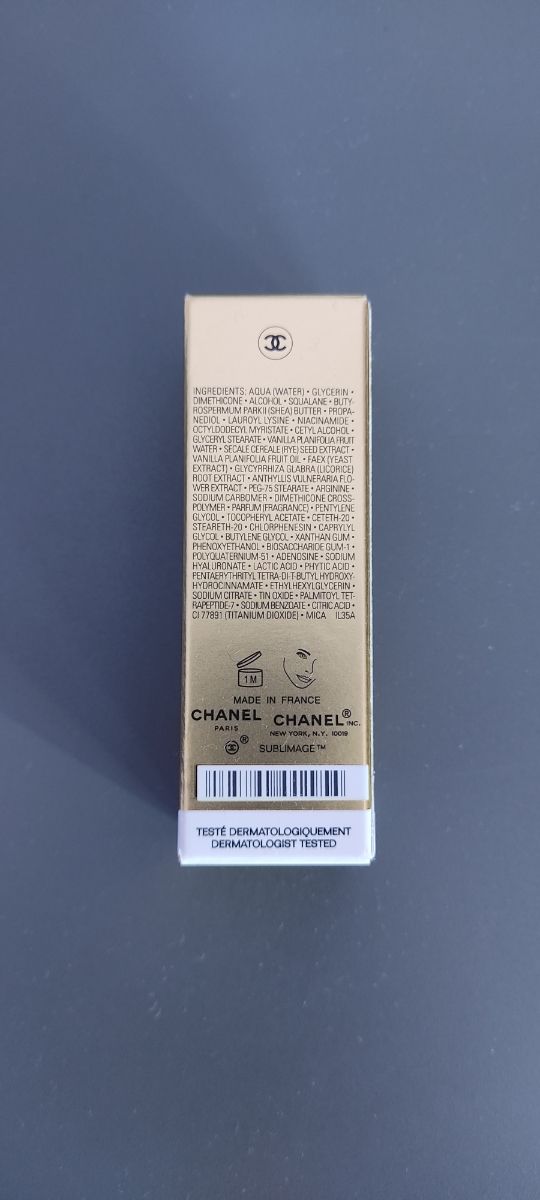 INGREDIENTS: AQUA (WATER) • GLYCERIN •
DIMETHICONE • ALCOHOL • SQUALANE • BUTY-
ROSPERMUM PARKII (SHEA) BUTTER • PROPA-
NEDIOL • LAUROYL LYSINE • NIACINAMIDE •
OCTYLDODECYL MYRISTATE • CETYL ALCOHOL •
GLYCERYL STEARATE • VANILLA PLANIFOLIA FRUIT
WATER • SECALE CEREALE (RYE) SEED EXTRACT •
VANILLA PLANIFOLIA FRUIT OIL • FAEX (YEAST
EXTRACT) • GLYCYRRHIZA GLABRA (LICORICE)
ROOT EXTRACT • ANTHYLLIS VULNERARIA FLO-
WER EXTRACT • PEG-75 STEARATE • ARGININE •
SODIUM CARBOMER • DIMETHICONE CROSS-
POLYMER • PARFUM (FRAGRANCE) • PENTYLENE
GLYCOL • TOCOPHERYL ACETATE • CETETH-20 •
STEARETH-20 • CHLORPHENESIN • CAPRYLYL
GLYCOL • BUTYLENE GLYCOL • XANTHAN GUM •
PHENOXYETHANOL • BIOSACCHARIDE GUM-1 •
POLYQUATERNIUM-51 • ADENOSINE • SODIUM
HYALURONATE • LACTIC ACID • PHYTIC ACID •
PENTAERYTHRITYL TETRA-DI-T-BUTYL HYDROXY-
HYDROCINNAMATE • ETHYLHEXYLGLYCERIN •
SODIUM CITRATE • TIN OXIDE • PALMITOYL TET-
RAPEPTIDE-7 • SODIUM BENZOATE • CITRIC ACID •
CI 77891 (TITANIUM DIOXIDE) • MICA IL35A
1M
MADE IN FRANCE
CHANEL CHANEL® INC.
PARIS NEW YORK, N.Y. 10019
® SUBLIMAGE™
TESTÉ DERMATOLOGIQUEMENT
DERMATOLOGIST TESTED